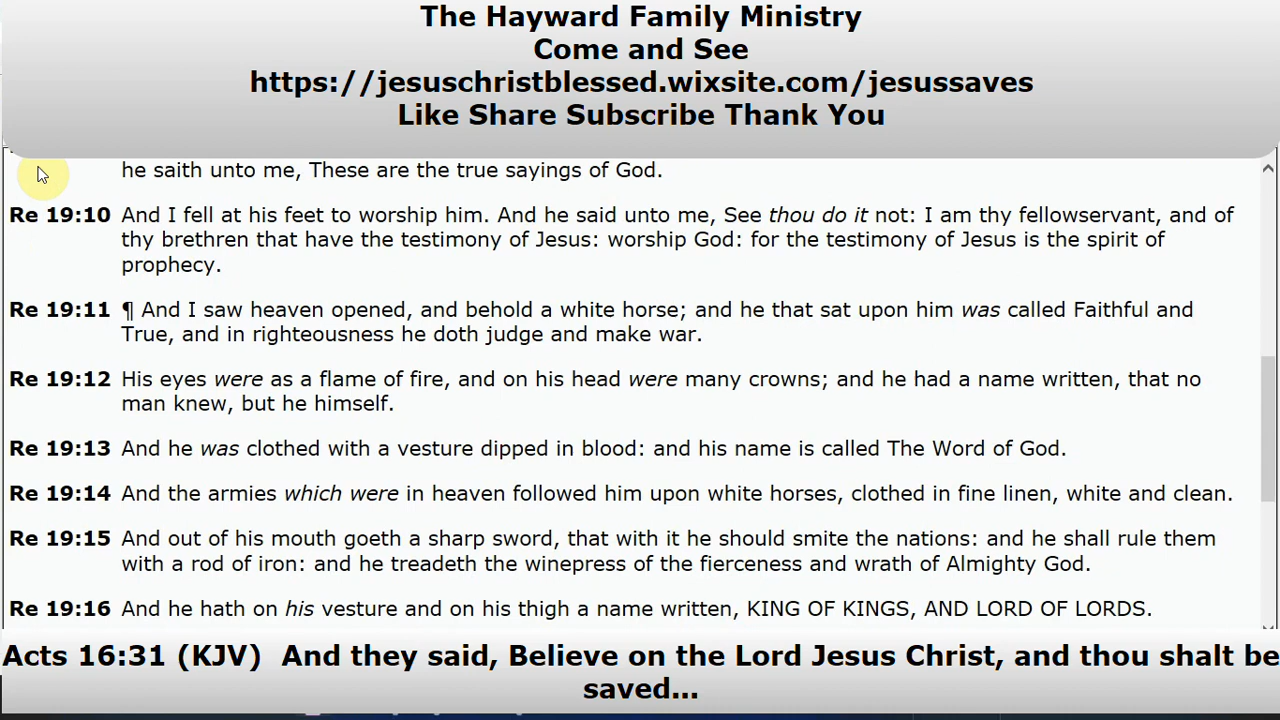 The Hayward Family Ministry
Come and See
https://jesuschristblessed.wixsite.com/jesussaves
Like Share Subscribe Thank You
he saith unto me, These are the true sayings of God.
Re 19:10 And I fell at his feet to worship him. And he said unto me, See thou do it not: I am thy fellowservant, and of
thy brethren that have the testimony of Jesus: worship God: for the testimony of Jesus is the spirit of
prophecy.
Re 19:11 ¶ And I saw heaven opened, and behold a white horse; and he that sat upon him was called Faithful and
True, and in righteousness he doth judge and make war.
Re 19:12 His eyes were as a flame of fire, and on his head were many crowns; and he had a name written, that no
man knew, but he himself.
Re 19:13 And he was clothed with a vesture dipped in blood: and his name is called The Word of God.
Re 19:14 And the armies which were in heaven followed him upon white horses, clothed in fine linen, white and clean.
Re 19:15 And out of his mouth goeth a sharp sword, that with it he should smite the nations: and he shall rule them
with a rod of iron: and he treadeth the winepress of the fierceness and wrath of Almighty God.
Re 19:16 And he hath on his vesture and on his thigh a name written, KING OF KINGS, AND LORD OF LORDS.
Acts 16:31 (KJV) And they said, Believe on the Lord Jesus Christ, and thou shalt be
saved...